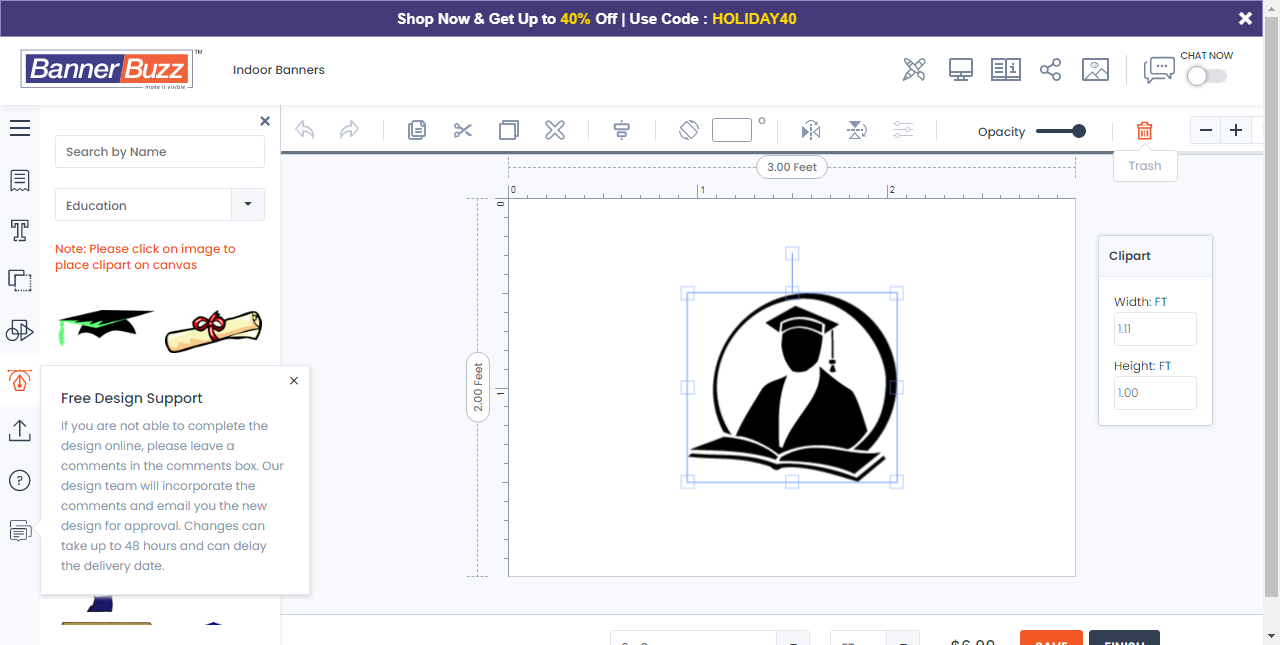 Shop Now & Get Up to 40% Off | Use Code : HOLIDAY40
BannerBuzz™
make it visible
Indoor Banners
CHAT NOW
Search by Name
Education
Note: Please click on image to
place clipart on canvas
Opacity
Trash
3.00 Feet
0
1
2
0
1
2.00 Feet
Clipart
Width: FT
1.11
Height: FT
1.00
Free Design Support
If you are not able to complete the
design online, please leave a
comments in the comments box. Our
design team will incorporate the
comments and email you the new
design for approval. Changes can
take up to 48 hours and can delay
the delivery date.
SAVE
FINISH